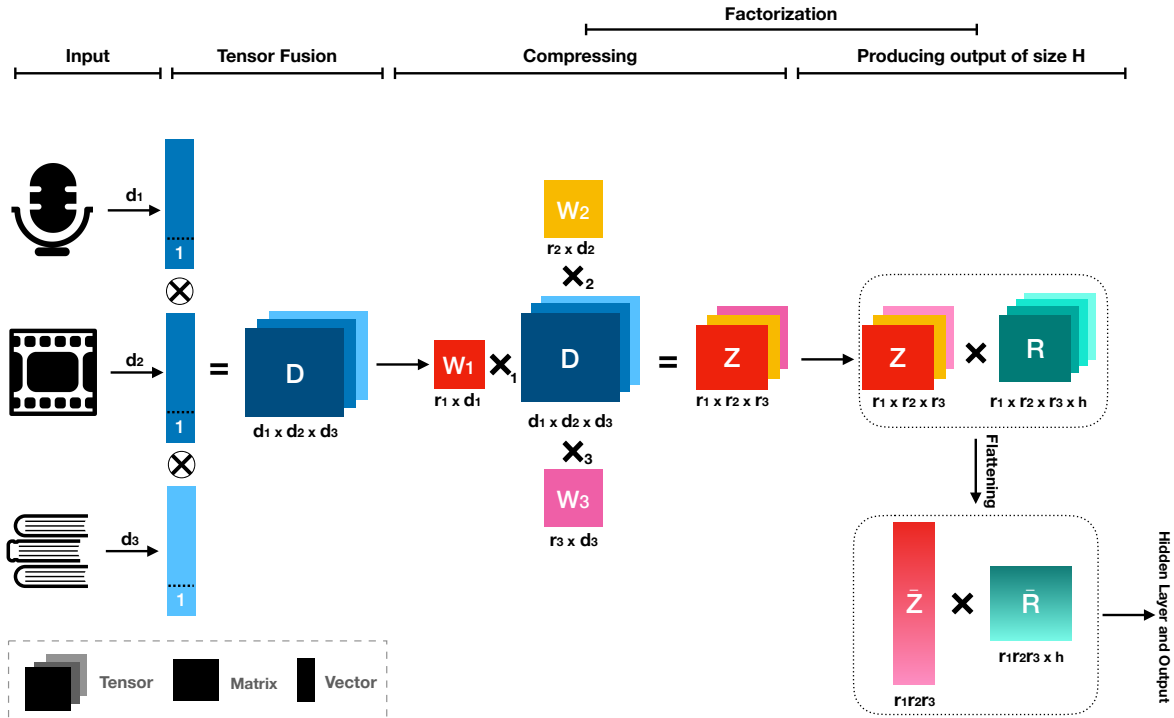 Factorization
Input
Tensor Fusion
Compressing
Producing output of size H
d1
1
d2
1
d3
1
=
D
d1 x d2 x d3
W2
r2 x d2
×2
W1
r1 x d1
×1
D
d1 x d2 x d3
×3
W3
r3 x d3
=
Z
r1 x r2 x r3
Z
r1 x r2 x r3
×
R
r1 x r2 x r3 x h
Flattening
Z̄
r1r2r3
×
R̄
r1r2r3 x h
Hidden Layer and Output
Tensor
Matrix
Vector